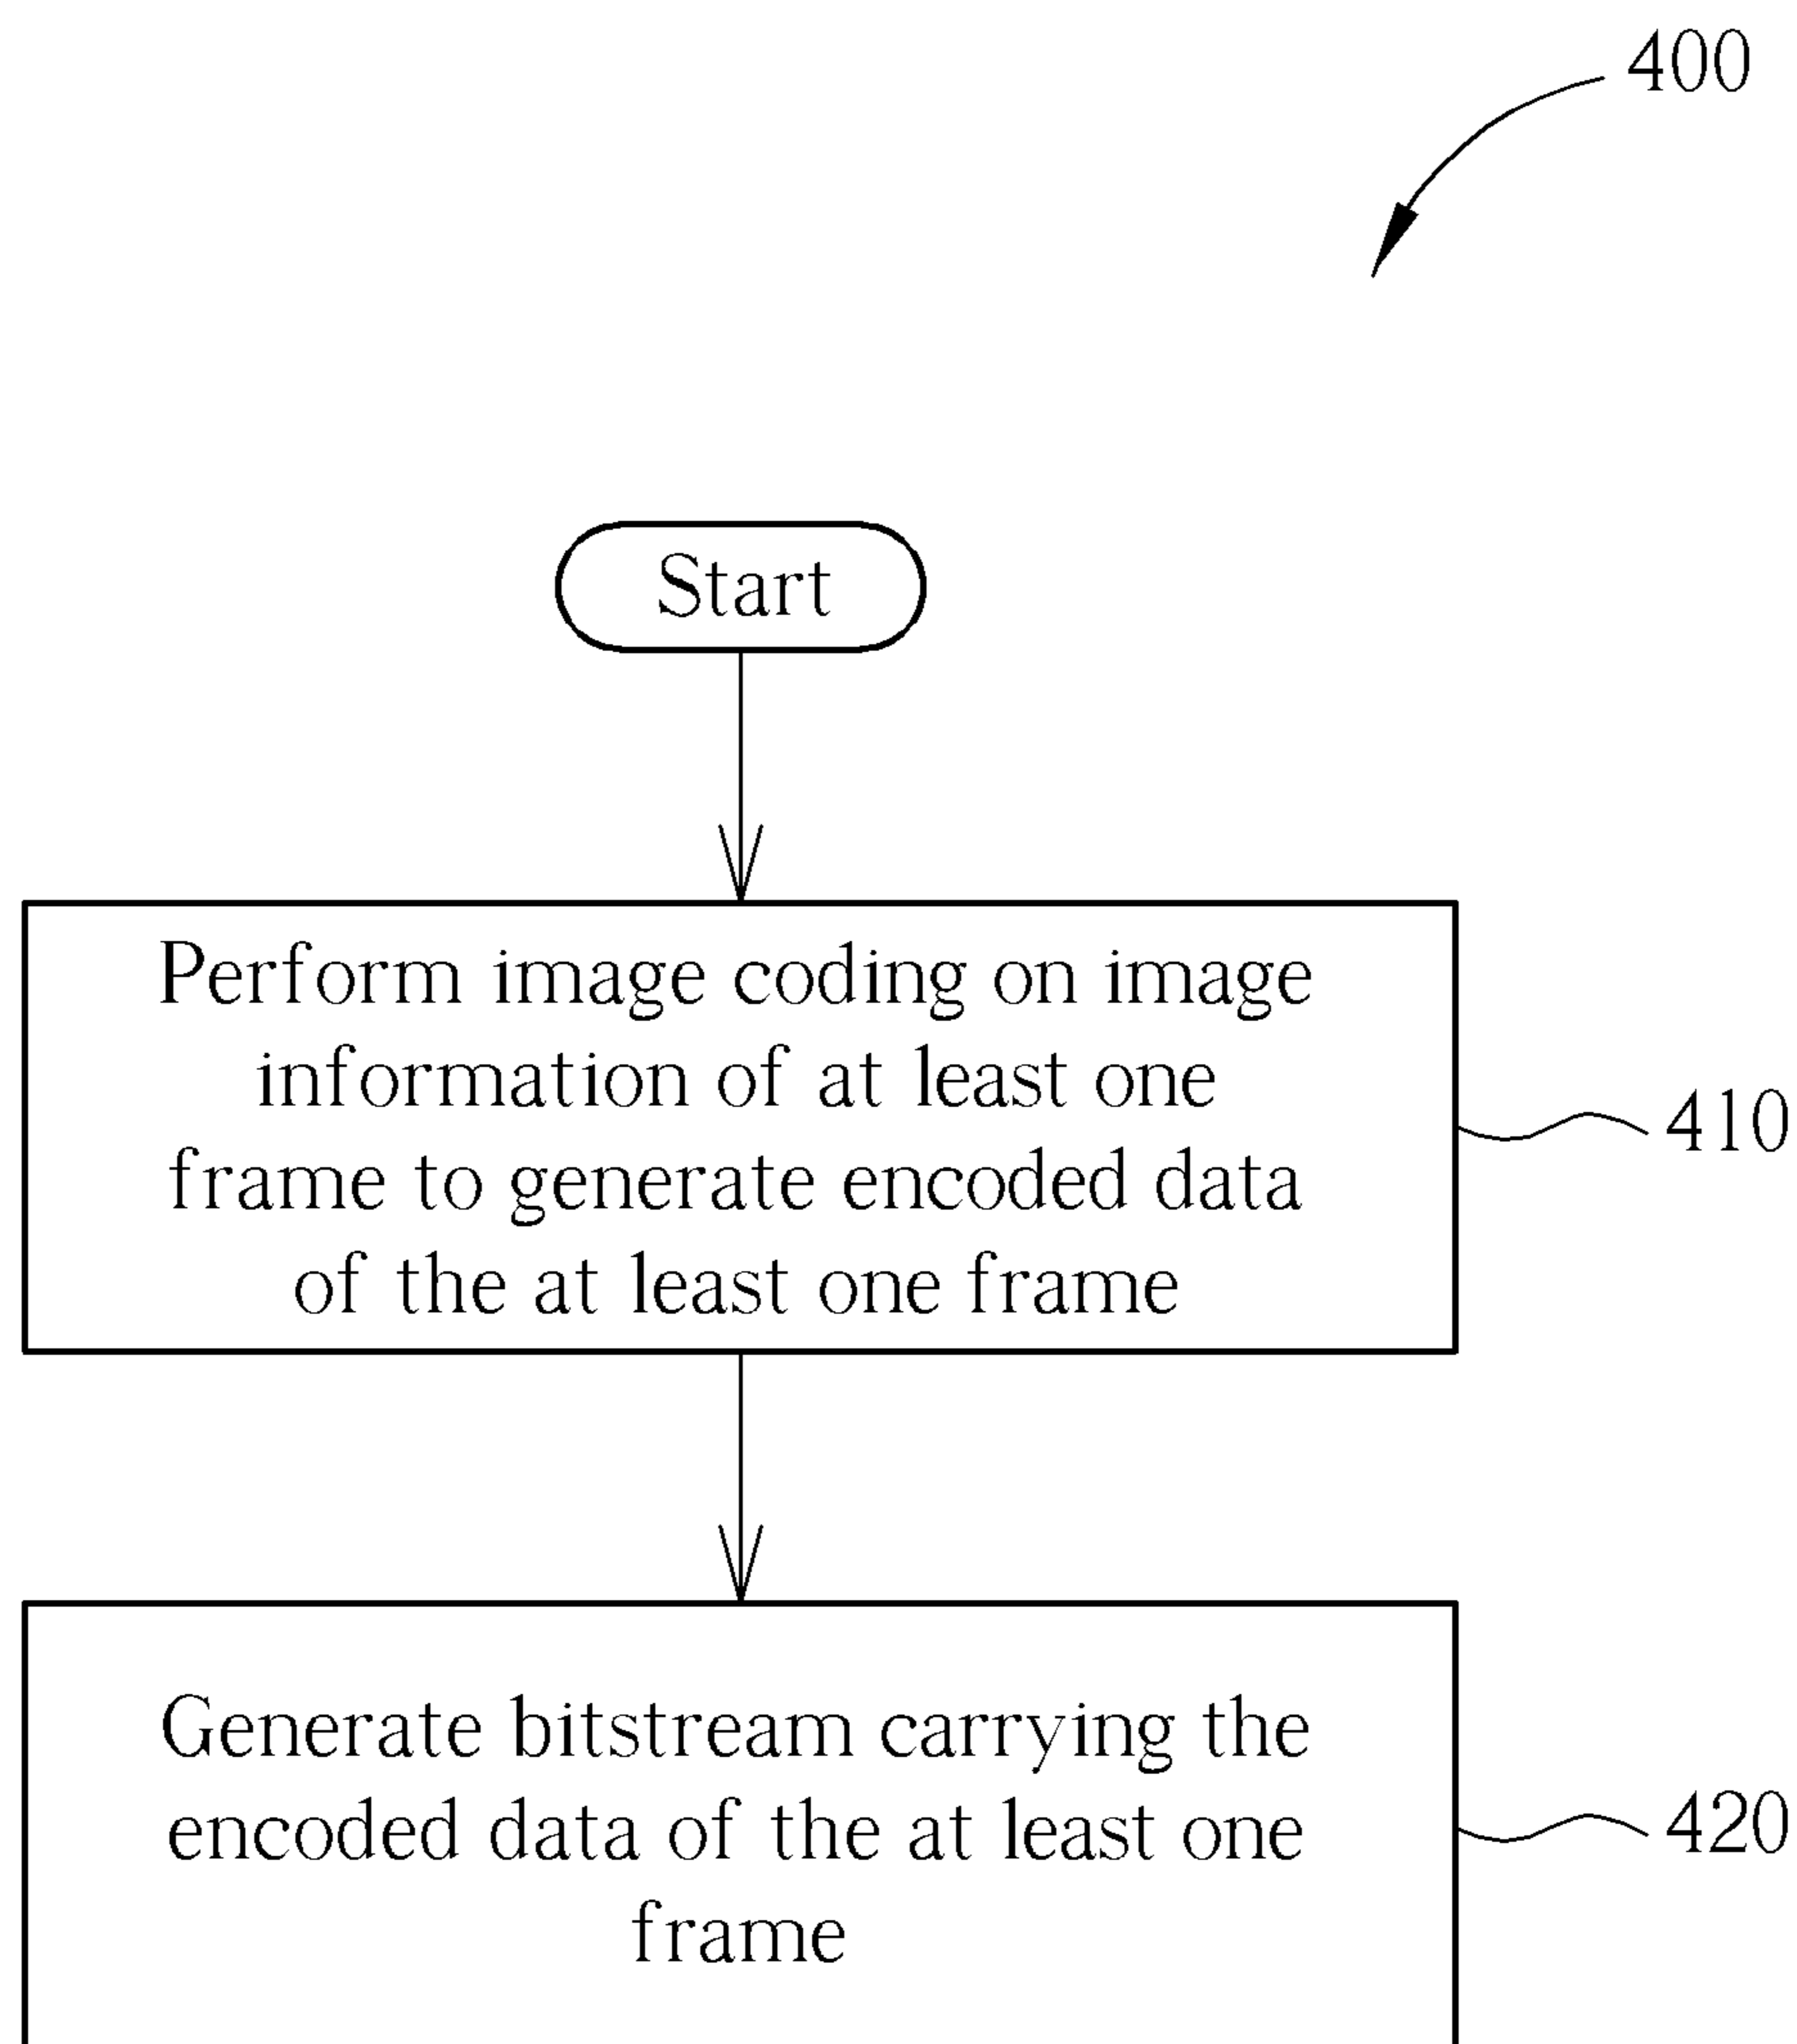 400
Start
Perform image coding on image
information of at least one
frame to generate encoded data
of the at least one frame
410
Generate bitstream carrying the
encoded data of the at least one
frame
420